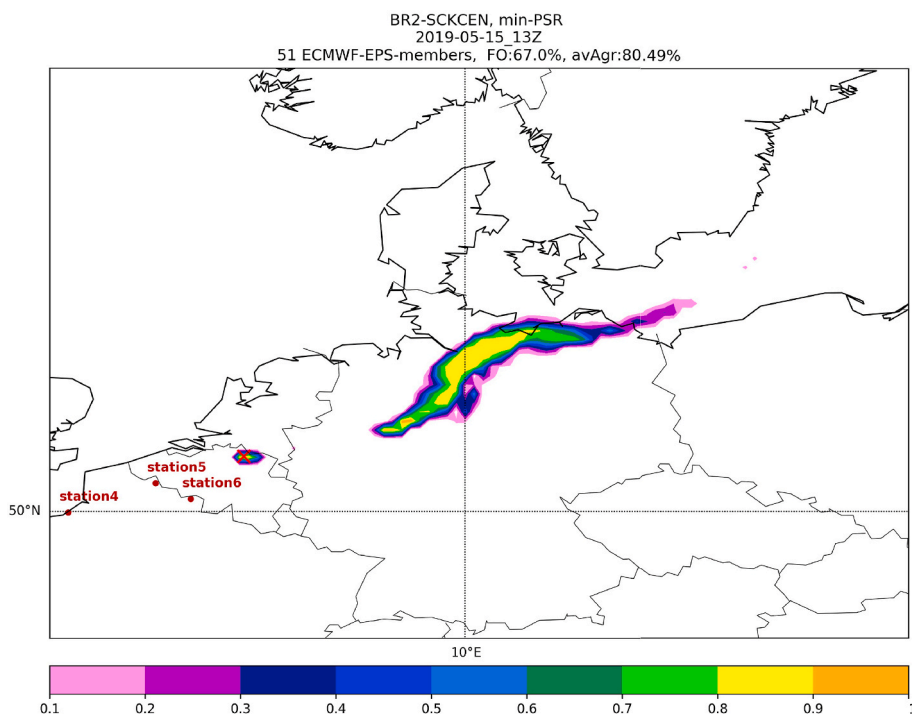 BR2-SCKCEN, min-PSR
2019-05-15_13Z
51 ECMWF-EPS-members,  FO:67.0%, avAgr:80.49%
station5
station6
station4
50°N
10°E
0.1 0.2 0.3 0.4 0.5 0.6 0.7 0.8 0.9